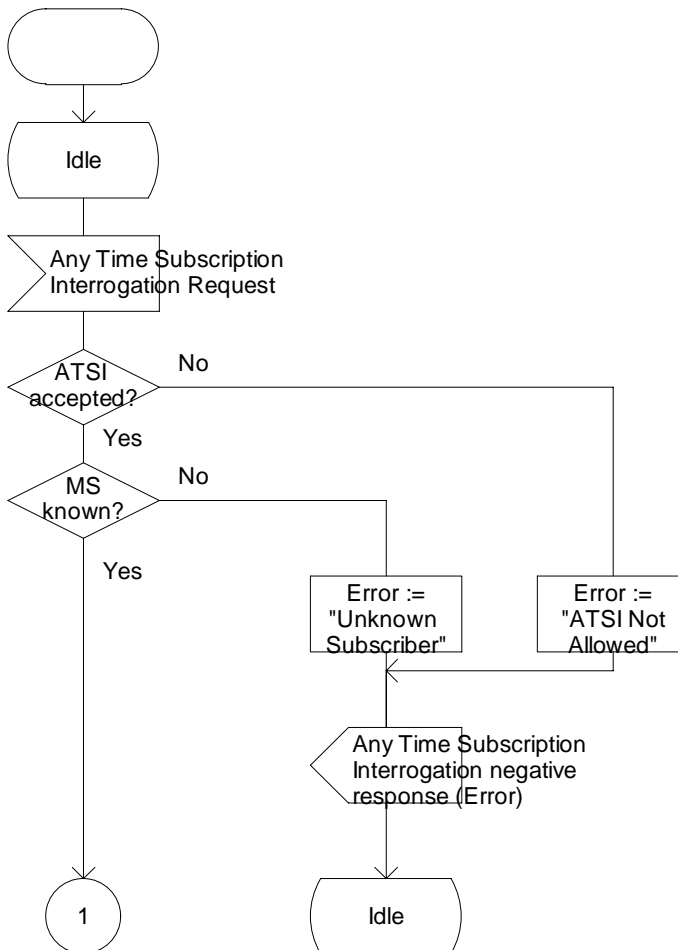 Idle
Any Time Subscription
Interrogation Request
ATSI
accepted?
No
Yes
MS
known?
No
Yes
Error :=
"Unknown
Subscriber"
Error :=
"ATSI Not
Allowed"
Any Time Subscription
Interrogation negative
response (Error)
1
Idle